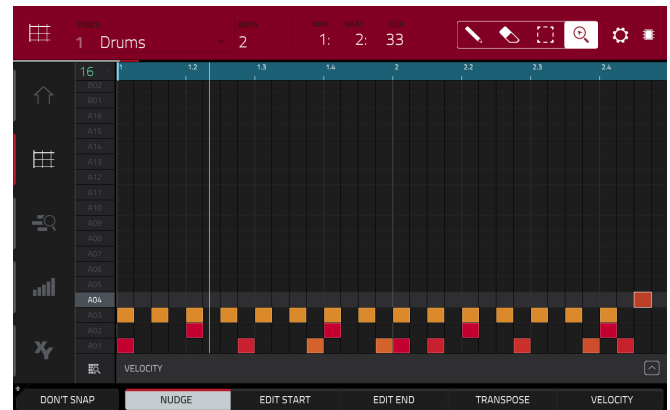 TRACK BARS BAR BEAT TICK
1 Drums 2 1: 2: 33
16 1 1.2 1.3 1.4 2 2.2 2.3 2.4
B02
B01
A16
A15
A14
A13
A12
A11
A10
A09
A08
A07
A06
A05
A04
A03
A02
A01
XY
VELOCITY
DON'T SNAP NUDGE EDIT START EDIT END TRANSPOSE VELOCITY